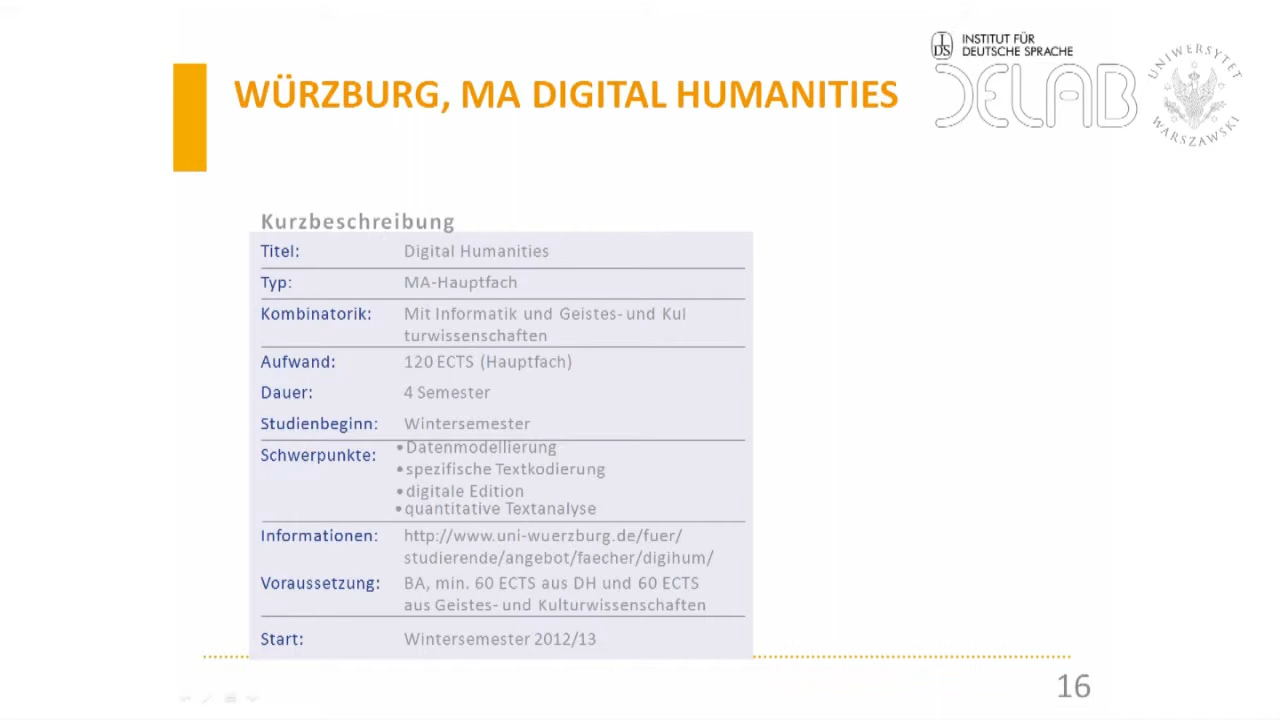 INSTITUT FÜR
DEUTSCHE SPRACHE
IDS
DELAB
UNIWERSYTET
WARSZAWSKI
WÜRZBURG, MA DIGITAL HUMANITIES
Kurzbeschreibung
Titel: Digital Humanities
Typ: MA-Hauptfach
Kombinatorik: Mit Informatik und Geistes- und Kul
turwissenschaften
Aufwand: 120 ECTS (Hauptfach)
Dauer: 4 Semester
Studienbeginn: Wintersemester
Schwerpunkte: •Datenmodellierung
•spezifische Textkodierung
•digitale Edition
•quantitative Textanalyse
Informationen: http://www.uni-wuerzburg.de/fuer/
studierende/angebot/faecher/digihum/
Voraussetzung: BA, min. 60 ECTS aus DH und 60 ECTS
aus Geistes- und Kulturwissenschaften
Start: Wintersemester 2012/13
16